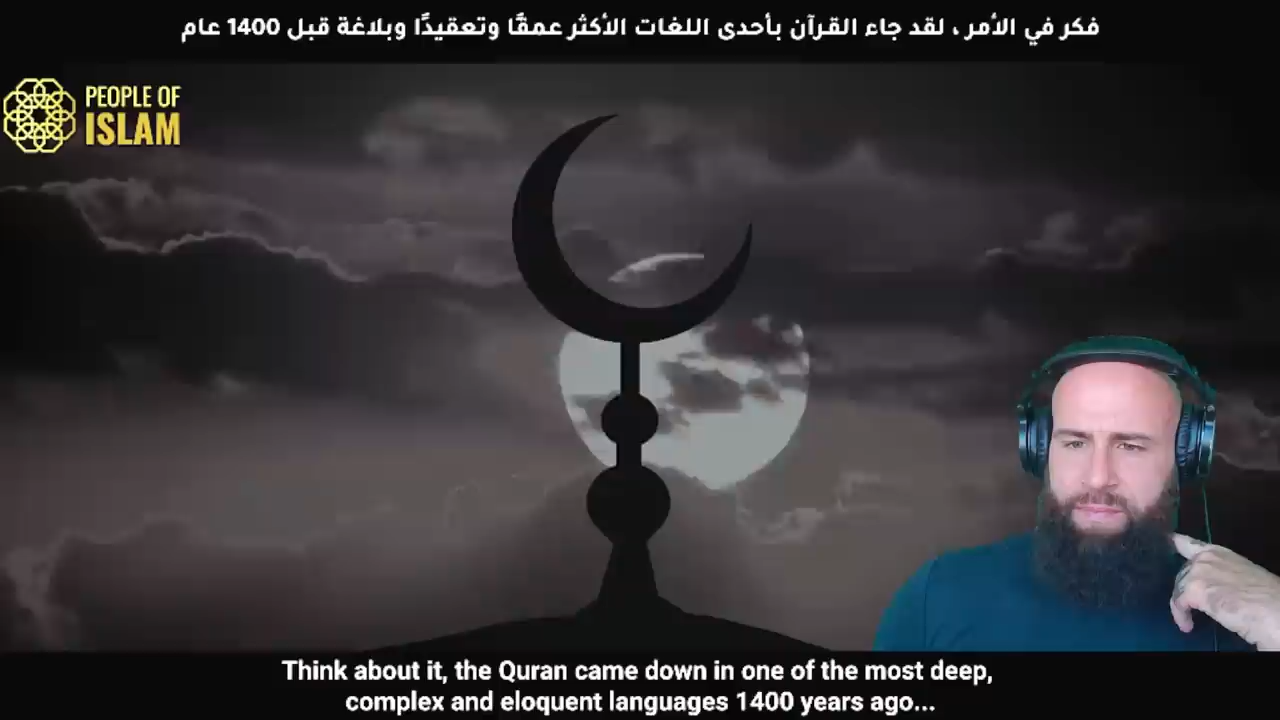 فكر في الأمر ، لقد جاء القرآن بأحدى اللغات الأكثر عمقًا وتعقيدًا وبلاغة قبل 1400 عام
PEOPLE OF
ISLAM
Think about it, the Quran came down in one of the most deep,
complex and eloquent languages 1400 years ago...